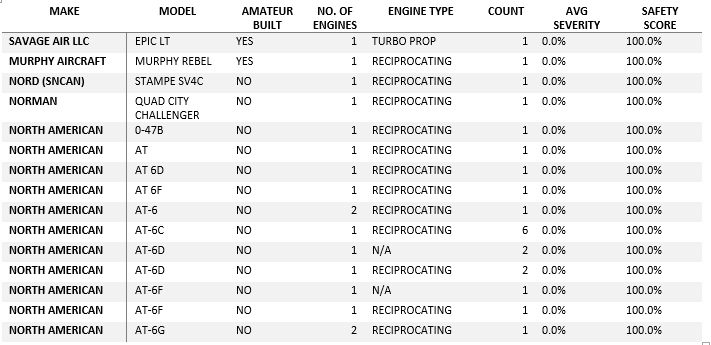 MAKE MODEL AMATEUR BUILT NO. OF ENGINES ENGINE TYPE COUNT AVG SEVERITY SAFETY SCORE
SAVAGE AIR LLC EPIC LT YES 1 TURBO PROP 1 0.0% 100.0%
MURPHY AIRCRAFT MURPHY REBEL YES 1 RECIPROCATING 1 0.0% 100.0%
NORD (SNCAN) STAMPE SV4C NO 1 RECIPROCATING 1 0.0% 100.0%
NORMAN QUAD CITY CHALLENGER NO 1 RECIPROCATING 1 0.0% 100.0%
NORTH AMERICAN 0-47B NO 1 RECIPROCATING 1 0.0% 100.0%
NORTH AMERICAN AT NO 1 RECIPROCATING 1 0.0% 100.0%
NORTH AMERICAN AT 6D NO 1 RECIPROCATING 1 0.0% 100.0%
NORTH AMERICAN AT 6F NO 1 RECIPROCATING 1 0.0% 100.0%
NORTH AMERICAN AT-6 NO 2 RECIPROCATING 1 0.0% 100.0%
NORTH AMERICAN AT-6C NO 1 RECIPROCATING 6 0.0% 100.0%
NORTH AMERICAN AT-6D NO 1 N/A 2 0.0% 100.0%
NORTH AMERICAN AT-6D NO 1 RECIPROCATING 2 0.0% 100.0%
NORTH AMERICAN AT-6F NO 1 N/A 1 0.0% 100.0%
NORTH AMERICAN AT-6F NO 1 RECIPROCATING 1 0.0% 100.0%
NORTH AMERICAN AT-6G NO 2 RECIPROCATING 1 0.0% 100.0%